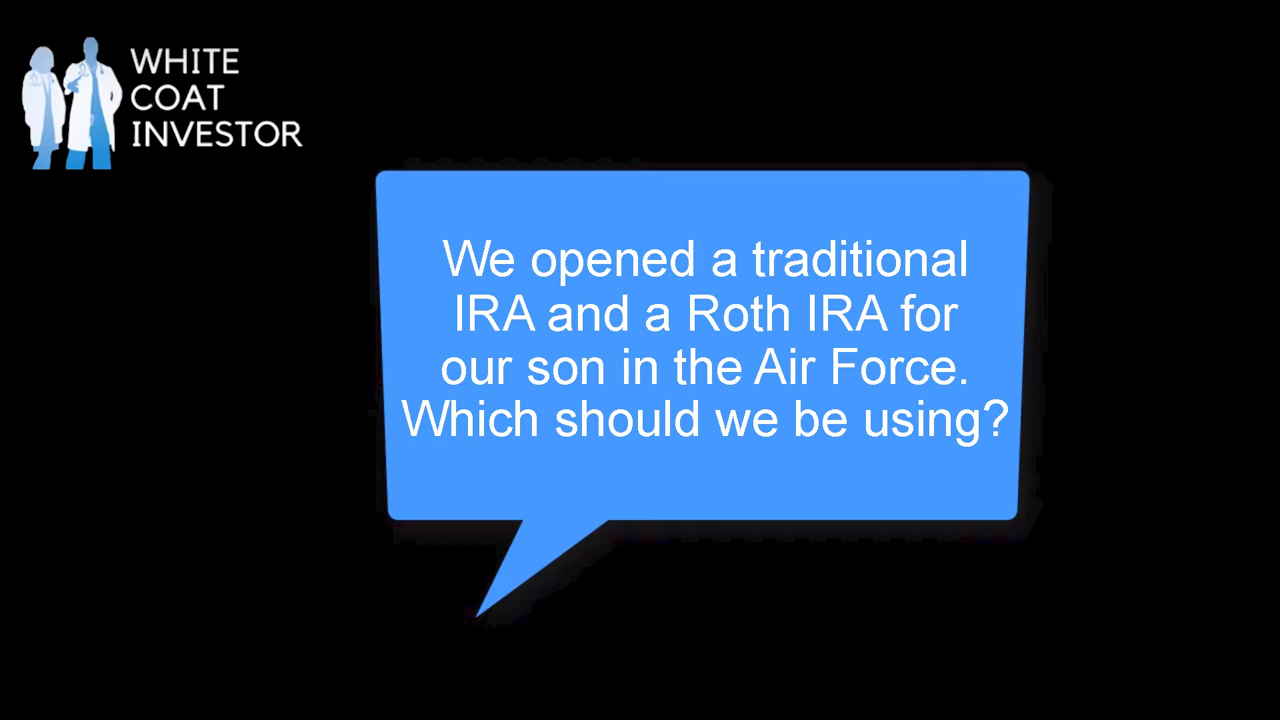 WHITE
COAT
INVESTOR
We opened a traditional
IRA and a Roth IRA for
our son in the Air Force.
Which should we be using?